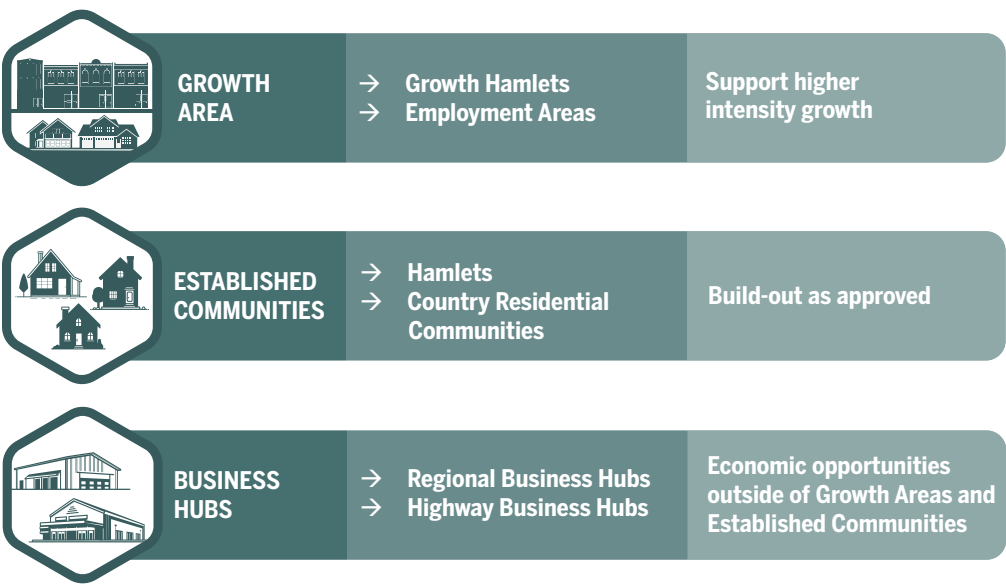 GROWTH
AREA
→ Growth Hamlets
→ Employment Areas
Support higher
intensity growth
ESTABLISHED
COMMUNITIES
→ Hamlets
→ Country Residential
Communities
Build-out as approved
BUSINESS
HUBS
→ Regional Business Hubs
→ Highway Business Hubs
Economic opportunities
outside of Growth Areas and
Established Communities